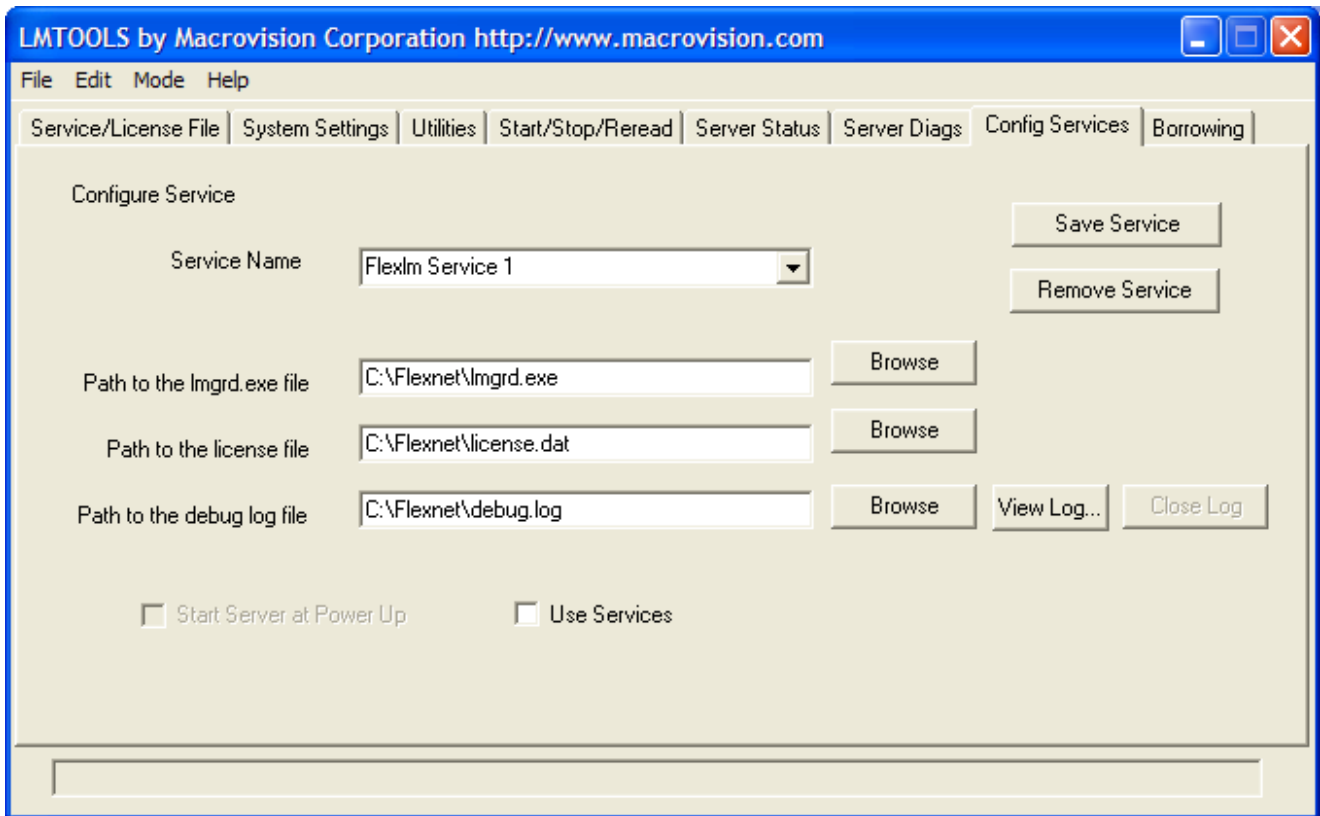 LMTOOLS by Macrovision Corporation http://www.macrovision.com
File Edit Mode Help
Service/License File System Settings Utilities Start/Stop/Reread Server Status Server Diags Config Services Borrowing
Configure Service
Save Service
Service Name Flexlm Service 1
Remove Service
Path to the lmgrd.exe file C:\Flexnet\lmgrd.exe Browse
Path to the license file C:\Flexnet\license.dat Browse
Path to the debug log file C:\Flexnet\debug.log Browse View Log... Close Log
Start Server at Power Up Use Services